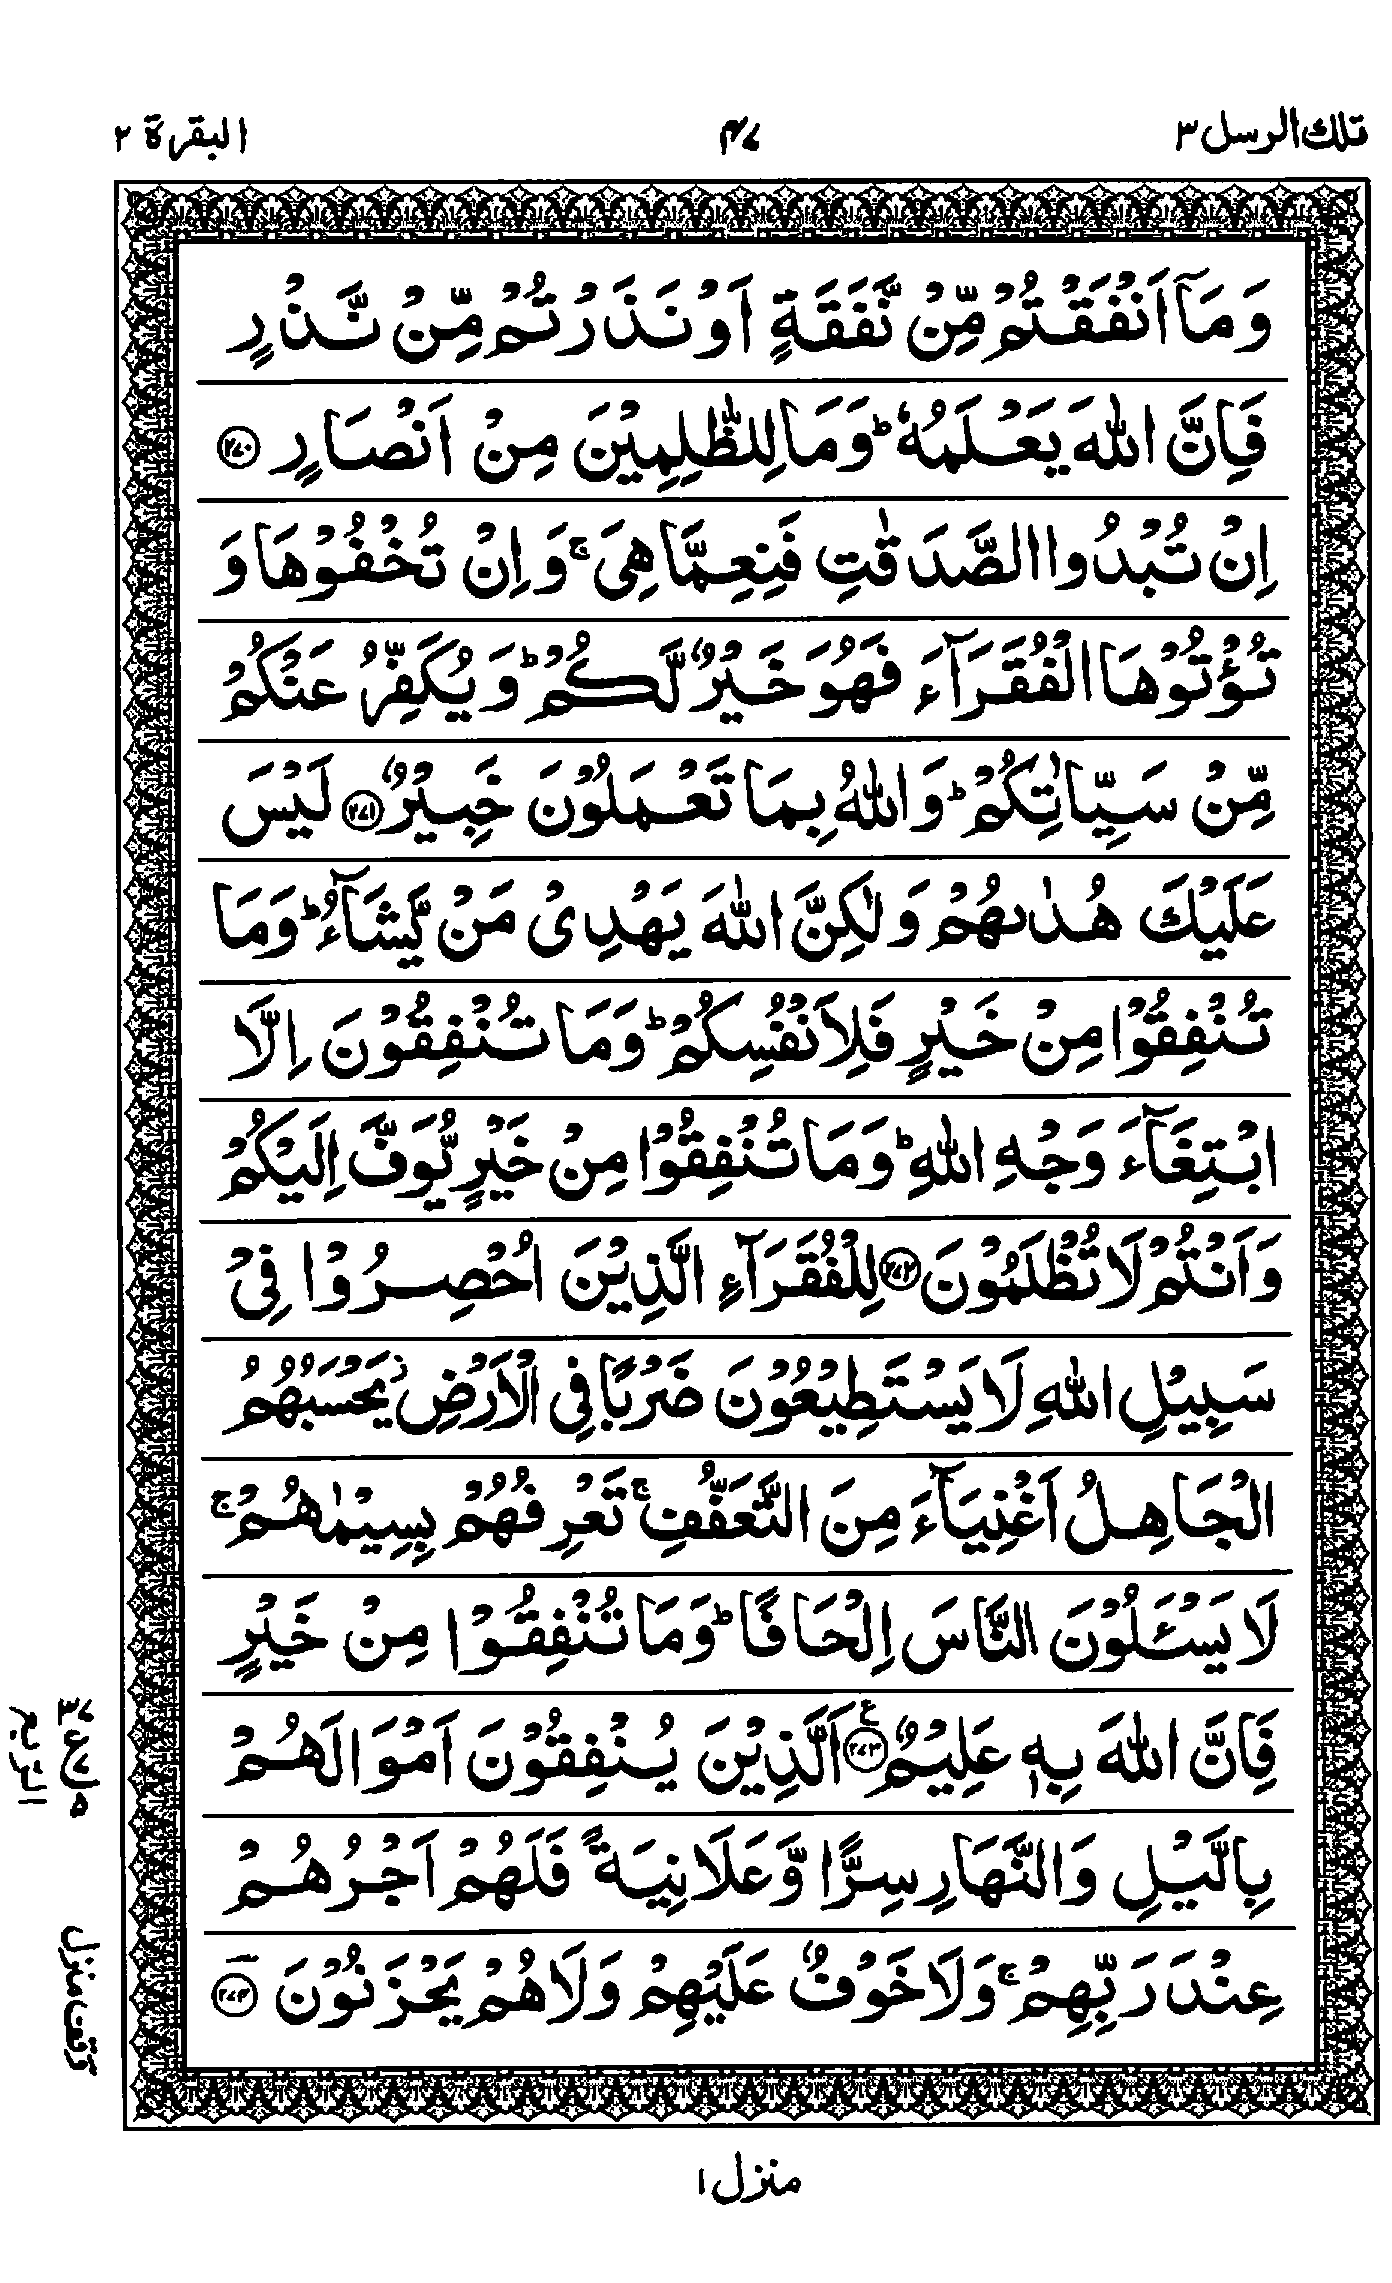 تلك الرسل ٣
٤٧
البقرة ٢
وَمَآ اَنْفَقْتُمْ مِّنْ نَّفَقَةٍ اَوْ نَذَرْتُمْ مِّنْ نَّذْرٍ
فَاِنَّ اللّٰهَ يَعْلَمُهٗ ؕ وَمَا لِلظّٰلِمِيْنَ مِنْ اَنْصَارٍ ﴿۲۷۰﴾
اِنْ تُبْدُوا الصَّدَقٰتِ فَنِعِمَّا هِىَ ۚ وَاِنْ تُخْفُوْهَا وَ
تُؤْتُوْهَا الْفُقَرَآءَ فَهُوَ خَيْرٌ لَّكُمْ ؕ وَيُكَفِّرُ عَنْكُمْ
مِّنْ سَيِّاٰتِكُمْ ؕ وَاللّٰهُ بِمَا تَعْمَلُوْنَ خَبِيْرٌ ﴿۲۷۱﴾ لَيْسَ
عَلَيْكَ هُدٰىهُمْ وَلٰكِنَّ اللّٰهَ يَهْدِىْ مَنْ يَّشَآءُ ؕ وَمَا
تُنْفِقُوْا مِنْ خَيْرٍ فَلِاَنْفُسِكُمْ ؕ وَمَا تُنْفِقُوْنَ اِلَّا
ابْتِغَآءَ وَجْهِ اللّٰهِ ؕ وَمَا تُنْفِقُوْا مِنْ خَيْرٍ يُّوَفَّ اِلَيْكُمْ
وَاَنْتُمْ لَا تُظْلَمُوْنَ ﴿۲۷۲﴾ لِلْفُقَرَآءِ الَّذِيْنَ اُحْصِرُوْا فِىْ
سَبِيْلِ اللّٰهِ لَا يَسْتَطِيْعُوْنَ ضَرْبًا فِى الْاَرْضِ ؗ يَحْسَبُهُمُ
الْجَاهِلُ اَغْنِيَآءَ مِنَ التَّعَفُّفِ ۚ تَعْرِفُهُمْ بِسِيْمٰهُمْ ۚ
لَا يَسْـَٔلُوْنَ النَّاسَ اِلْحَافًا ؕ وَمَا تُنْفِقُوْا مِنْ خَيْرٍ
فَاِنَّ اللّٰهَ بِهٖ عَلِيْمٌ ﴿۲۷۳﴾ ع اَلَّذِيْنَ يُنْفِقُوْنَ اَمْوَالَهُمْ
بِالَّيْلِ وَالنَّهَارِ سِرًّا وَّعَلَانِيَةً فَلَهُمْ اَجْرُهُمْ
عِنْدَ رَبِّهِمْ ۚ وَلَا خَوْفٌ عَلَيْهِمْ وَلَا هُمْ يَحْزَنُوْنَ ﴿۲۷۴﴾
الربع
وقف منزل
منزل ١